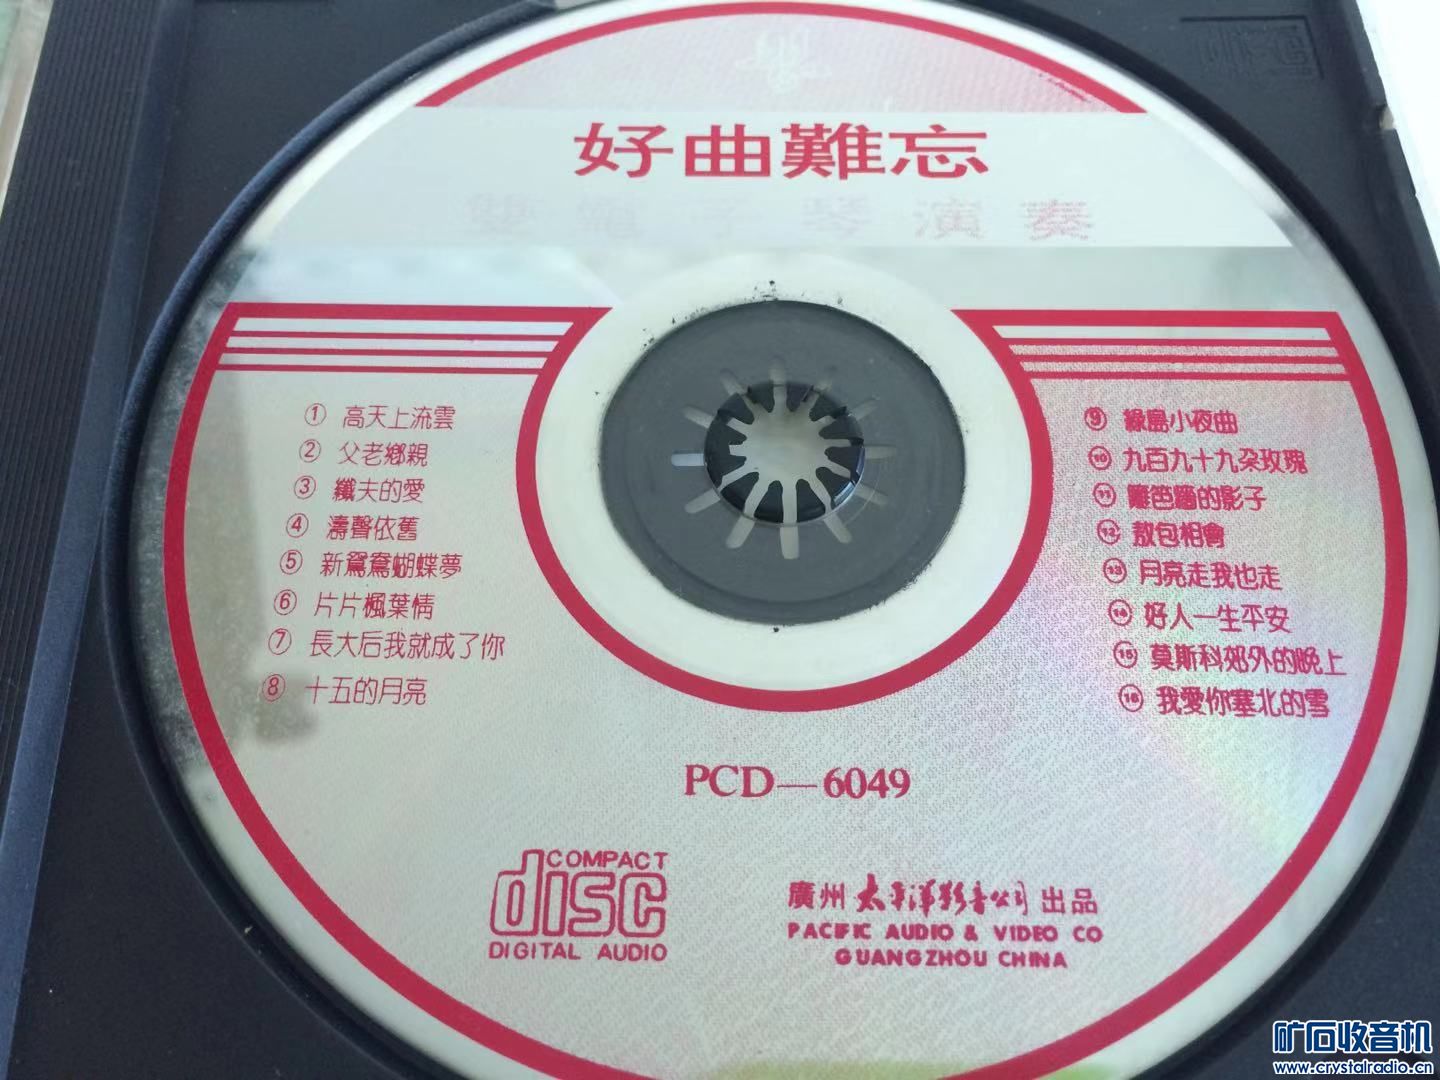 好曲難忘
雙電子琴演奏
① 高天上流雲
② 父老鄉親
③ 纖夫的愛
④ 濤聲依舊
⑤ 新鴛鴦蝴蝶夢
⑥ 片片楓葉情
⑦ 長大后我就成了你
⑧ 十五的月亮
⑨ 綠島小夜曲
⑩ 九百九十九朵玫瑰
⑪ 籬笆牆的影子
⑫ 敖包相會
⑬ 月亮走我也走
⑭ 好人一生平安
⑮ 莫斯科郊外的晚上
⑯ 我愛你塞北的雪
PCD—6049
COMPACT
disc
DIGITAL AUDIO
廣州太平洋影音公司出品
PACIFIC AUDIO & VIDEO CO
GUANGZHOU CHINA
矿石收音机
www.crystalradio.cn